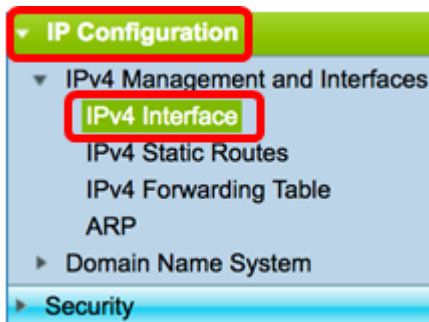 IP Configuration
IPv4 Management and Interfaces
IPv4 Interface
IPv4 Static Routes
IPv4 Forwarding Table
ARP
Domain Name System
Security